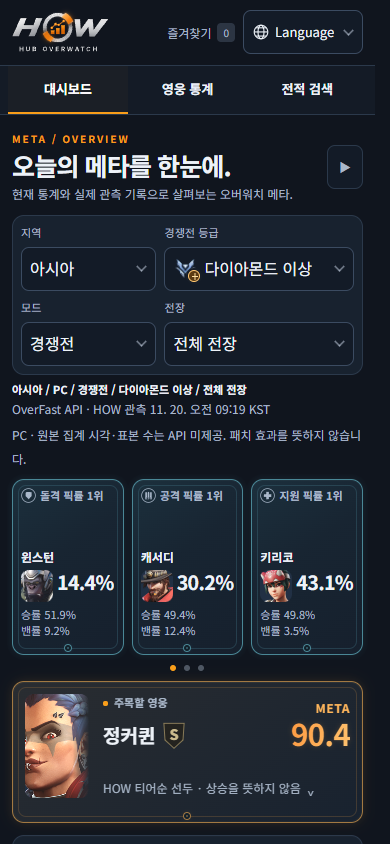 HOW
HUB OVERWATCH
즐겨찾기 0
Language
대시보드 영웅 통계 전적 검색
META / OVERVIEW
오늘의 메타를 한눈에.
현재 통계와 실제 관측 기록으로 살펴보는 오버워치 메타.
지역 경쟁전 등급
아시아 다이아몬드 이상
모드 전장
경쟁전 전체 전장
아시아 / PC / 경쟁전 / 다이아몬드 이상 / 전체 전장
OverFast API · HOW 관측 11. 20. 오전 09:19 KST
PC · 원본 집계 시각·표본 수는 API 미제공. 패치 효과를 뜻하지 않습니
다.
돌격 픽률 1위
윈스턴
14.4%
승률 51.9%
밴률 9.2%
공격 픽률 1위
캐서디
30.2%
승률 49.4%
밴률 12.4%
지원 픽률 1위
키리코
43.1%
승률 49.8%
밴률 3.5%
주목할 영웅
META
정커퀸 S
90.4
HOW 티어순 선두 · 상승을 뜻하지 않음